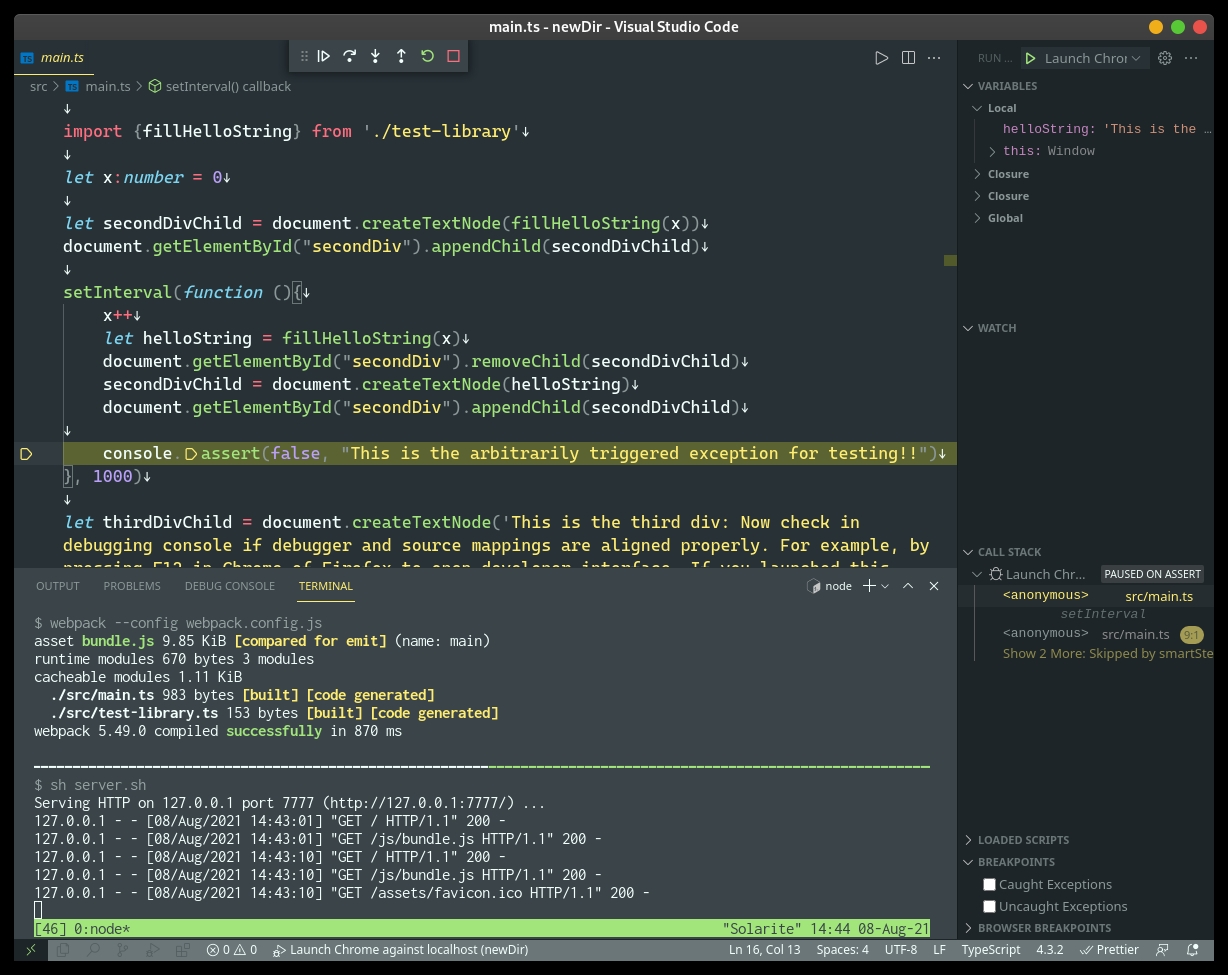 main.ts - newDir - Visual Studio Code
TS main.ts
RUN ... Launch Chror
src > TS main.ts > setInterval() callback
↓
import {fillHelloString} from './test-library'↓
↓
let x:number = 0↓
↓
let secondDivChild = document.createTextNode(fillHelloString(x))↓
document.getElementById("secondDiv").appendChild(secondDivChild)↓
↓
setInterval(function (){↓
x++↓
let helloString = fillHelloString(x)↓
document.getElementById("secondDiv").removeChild(secondDivChild)↓
secondDivChild = document.createTextNode(helloString)↓
document.getElementById("secondDiv").appendChild(secondDivChild)↓
↓
console.assert(false, "This is the arbitrarily triggered exception for testing!!")↓
}, 1000)↓
↓
let thirdDivChild = document.createTextNode('This is the third div: Now check in
debugging console if debugger and source mappings are aligned properly. For example, by
pressing F12 in Chrome of Firefox to open developer interface. If you launched this
VARIABLES
Local
helloString: 'This is the …
this: Window
Closure
Closure
Global
WATCH
CALL STACK
Launch Chr... PAUSED ON ASSERT
<anonymous> src/main.ts
setInterval
<anonymous> src/main.ts 9:1
Show 2 More: Skipped by smartSte
LOADED SCRIPTS
BREAKPOINTS
Caught Exceptions
Uncaught Exceptions
BROWSER BREAKPOINTS
OUTPUT PROBLEMS DEBUG CONSOLE TERMINAL node
$ webpack --config webpack.config.js
asset bundle.js 9.85 KiB [compared for emit] (name: main)
runtime modules 670 bytes 3 modules
cacheable modules 1.11 KiB
./src/main.ts 983 bytes [built] [code generated]
./src/test-library.ts 153 bytes [built] [code generated]
webpack 5.49.0 compiled successfully in 870 ms
$ sh server.sh
Serving HTTP on 127.0.0.1 port 7777 (http://127.0.0.1:7777/) ...
127.0.0.1 - - [08/Aug/2021 14:43:01] "GET / HTTP/1.1" 200 -
127.0.0.1 - - [08/Aug/2021 14:43:01] "GET /js/bundle.js HTTP/1.1" 200 -
127.0.0.1 - - [08/Aug/2021 14:43:10] "GET / HTTP/1.1" 200 -
127.0.0.1 - - [08/Aug/2021 14:43:10] "GET /js/bundle.js HTTP/1.1" 200 -
127.0.0.1 - - [08/Aug/2021 14:43:10] "GET /assets/favicon.ico HTTP/1.1" 200 -
[46] 0:node* "Solarite" 14:44 08-Aug-21
0 0 Launch Chrome against localhost (newDir) Ln 16, Col 13 Spaces: 4 UTF-8 LF TypeScript 4.3.2 Prettier